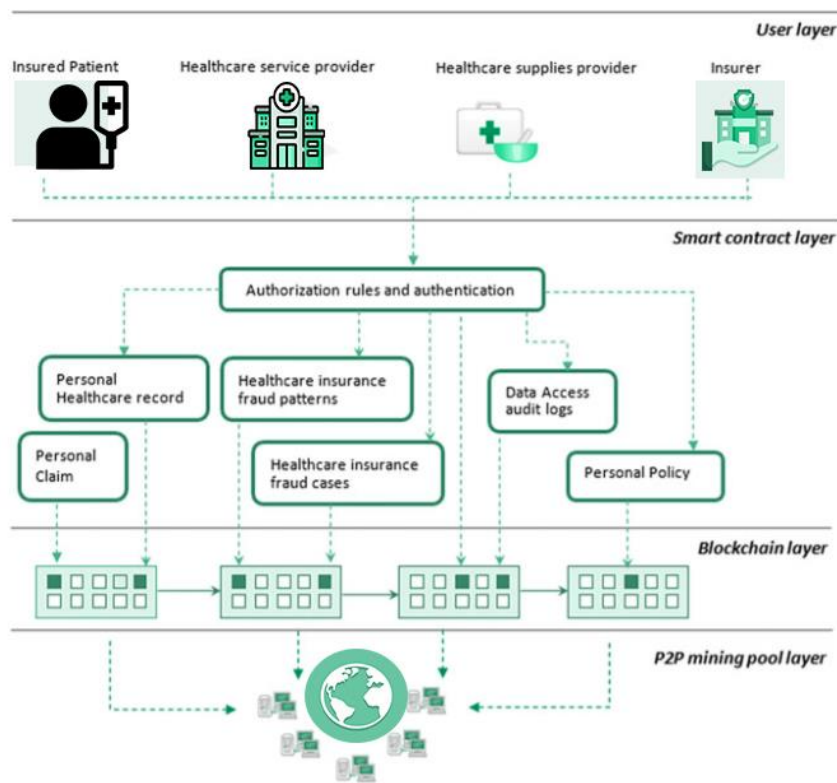 User layer
Insured Patient
Healthcare service provider
Healthcare supplies provider
Insurer
Smart contract layer
Authorization rules and authentication
Personal
Healthcare record
Healthcare insurance
fraud patterns
Data Access
audit logs
Personal
Claim
Healthcare insurance
fraud cases
Personal Policy
Blockchain layer
P2P mining pool layer